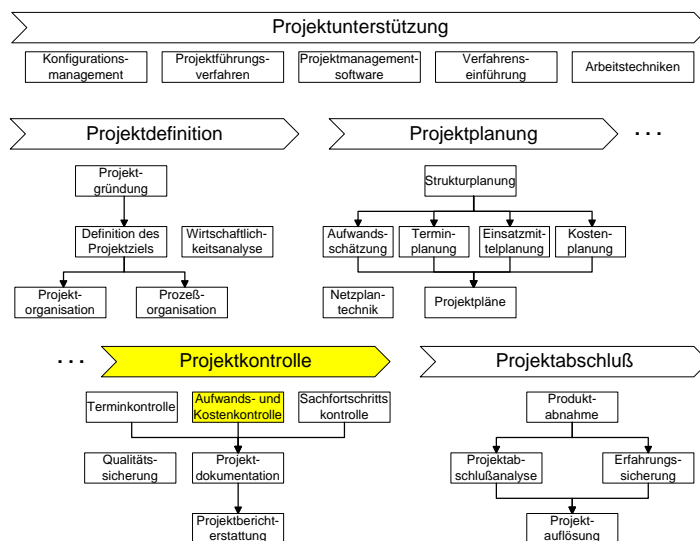 Projektunterstützung
Konfigurations-
management
Projektführungs-
verfahren
Projektmanagement-
software
Verfahrens-
einführung
Arbeitstechniken
Projektdefinition
Projektplanung
. . .
Projekt-
gründung
Definition des
Projektziels
Wirtschaftlich-
keitsanalyse
Projekt-
organisation
Prozeß-
organisation
Strukturplanung
Aufwands-
schätzung
Termin-
planung
Einsatzmi-
ttelplanung
Kosten-
planung
Netzplan-
technik
Projektpläne
. . .
Projektkontrolle
Projektabschluß
Terminkontrolle
Aufwands- und
Kostenkontrolle
Sachfortschritts
kontrolle
Qualitäts-
sicherung
Projekt-
dokumentation
Projektbericht-
erstattung
Produkt-
abnahme
Projektab-
schlußanalyse
Erfahrungs-
sicherung
Projekt-
auflösung